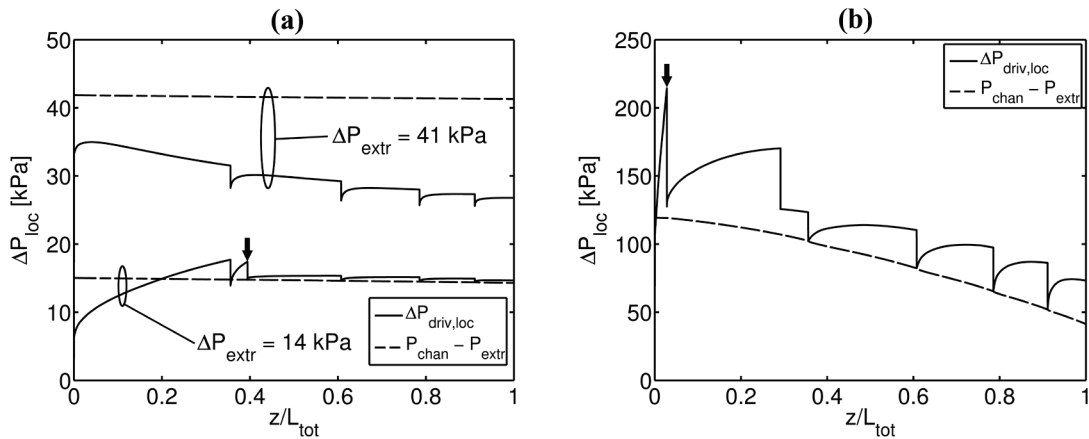 (a)
50
40
30
20
10
0
ΔP_loc [kPa]
ΔP_extr = 41 kPa
ΔP_extr = 14 kPa
ΔP_driv,loc
P_chan − P_extr
0 0.2 0.4 0.6 0.8 1
z/L_tot
(b)
250
200
150
100
50
0
ΔP_loc [kPa]
ΔP_driv,loc
P_chan − P_extr
0 0.2 0.4 0.6 0.8 1
z/L_tot